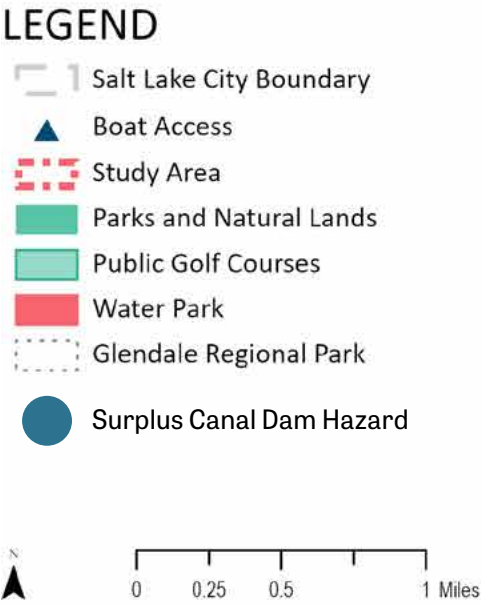 LEGEND
Salt Lake City Boundary
Boat Access
Study Area
Parks and Natural Lands
Public Golf Courses
Water Park
Glendale Regional Park
Surplus Canal Dam Hazard
N
0 0.25 0.5 1 Miles